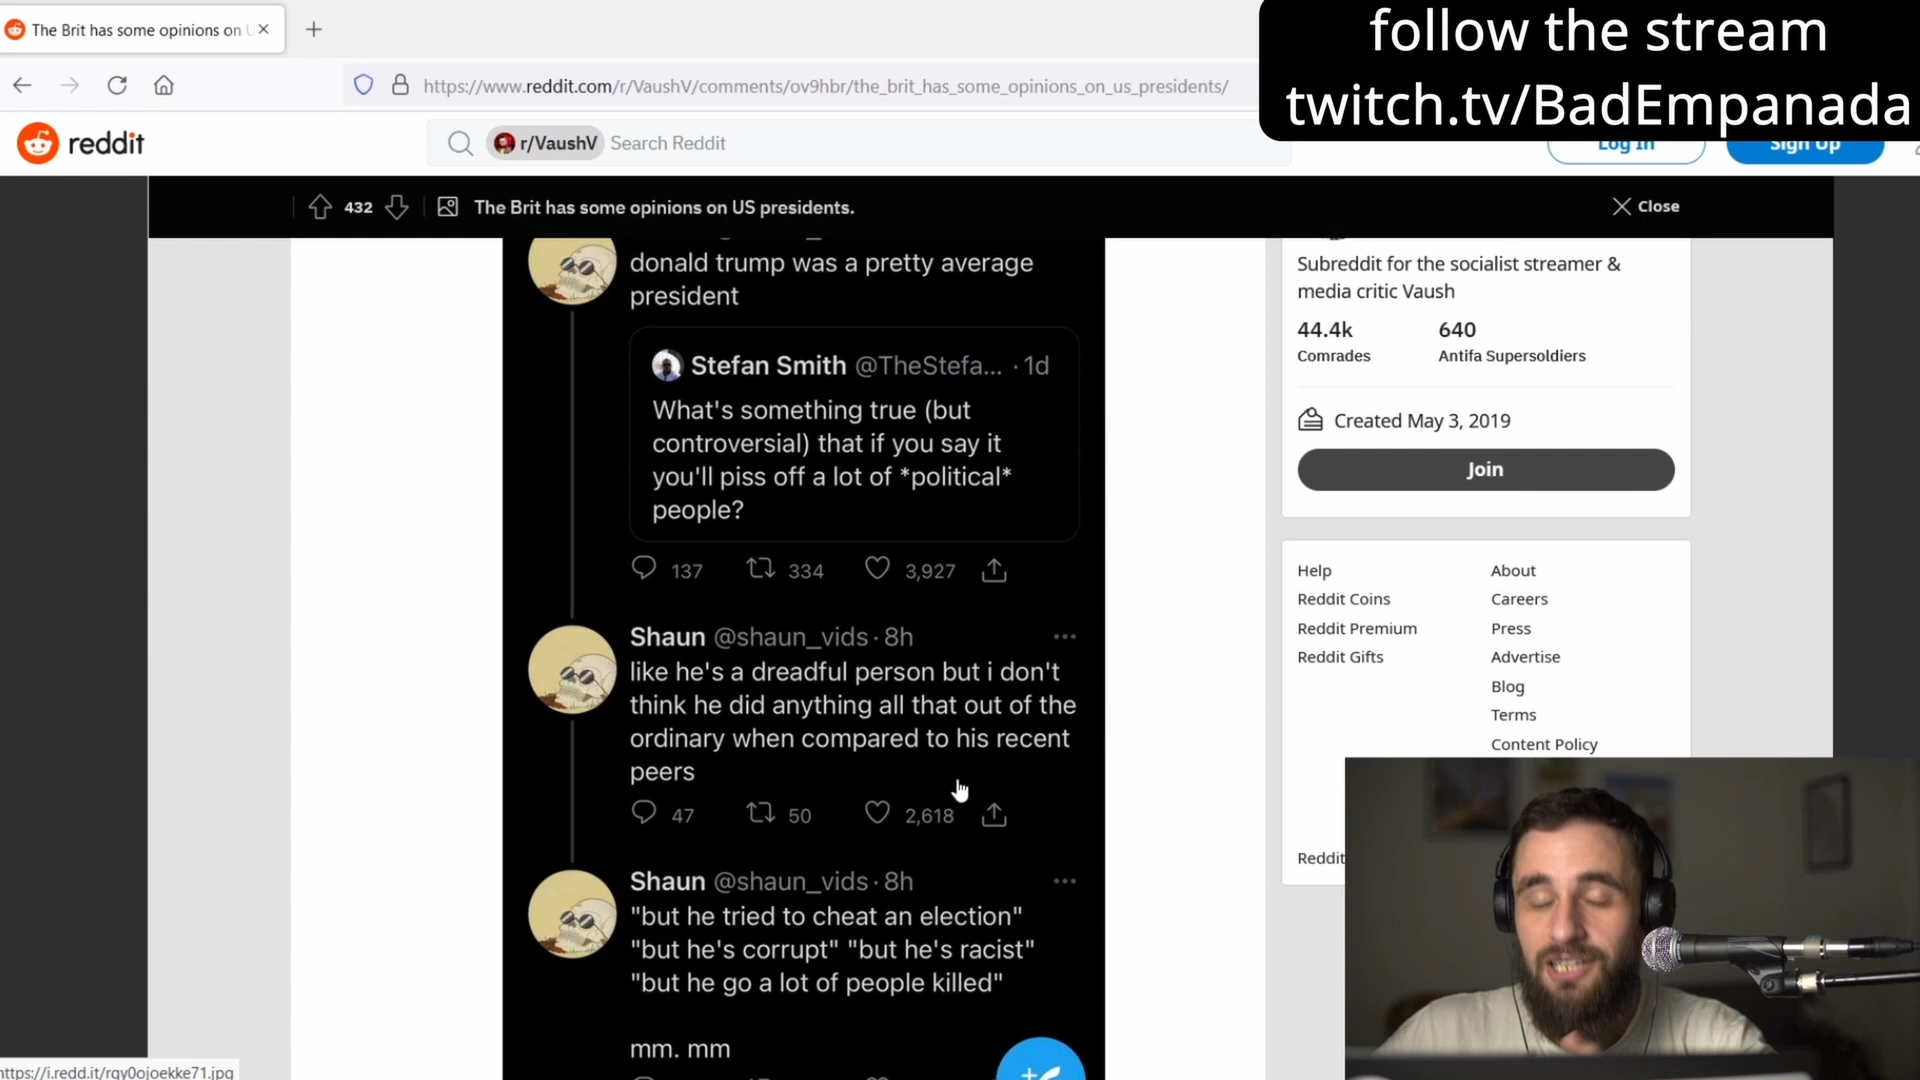 The Brit has some opinions on U
follow the stream
twitch.tv/BadEmpanada
https://www.reddit.com/r/VaushV/comments/ov9hbr/the_brit_has_some_opinions_on_us_presidents/
reddit
r/VaushV Search Reddit
Log In
Sign Up
432
The Brit has some opinions on US presidents.
Close
donald trump was a pretty average
president
Stefan Smith @TheStefa... · 1d
What's something true (but
controversial) that if you say it
you'll piss off a lot of *political*
people?
137 334 3,927
Shaun @shaun_vids · 8h
like he's a dreadful person but i don't
think he did anything all that out of the
ordinary when compared to his recent
peers
47 50 2,618
Shaun @shaun_vids · 8h
"but he tried to cheat an election"
"but he's corrupt" "but he's racist"
"but he go a lot of people killed"
mm. mm
Subreddit for the socialist streamer &
media critic Vaush
44.4k 640
Comrades Antifa Supersoldiers
Created May 3, 2019
Join
Help About
Reddit Coins Careers
Reddit Premium Press
Reddit Gifts Advertise
Blog
Terms
Content Policy
Reddit
https://i.redd.it/rqy0ojoekke71.jpg